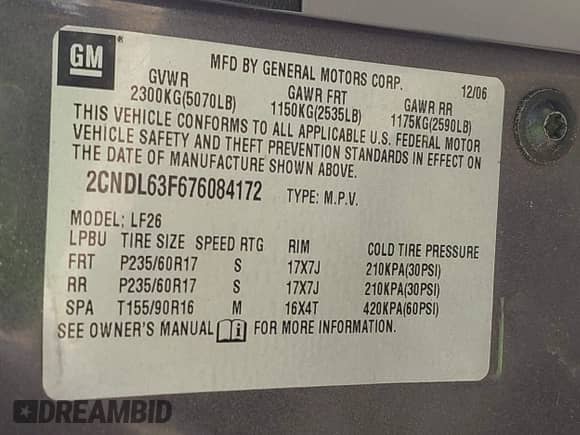 GM ®
MFD BY GENERAL MOTORS CORP.
12/06
GVWR GAWR FRT GAWR RR
2300KG(5070LB) 1150KG(2535LB) 1175KG(2590LB)
THIS VEHICLE CONFORMS TO ALL APPLICABLE U.S. FEDERAL MOTOR
VEHICLE SAFETY AND THEFT PREVENTION STANDARDS IN EFFECT ON
THE DATE OF MANUFACTURE SHOWN ABOVE.
2CNDL63F676084172 TYPE: M.P.V.
MODEL: LF26
LPBU TIRE SIZE SPEED RTG RIM COLD TIRE PRESSURE
FRT P235/60R17 S 17X7J 210KPA(30PSI)
RR P235/60R17 S 17X7J 210KPA(30PSI)
SPA T155/90R16 M 16X4T 420KPA(60PSI)
SEE OWNER'S MANUAL FOR MORE INFORMATION.
DREAMBID